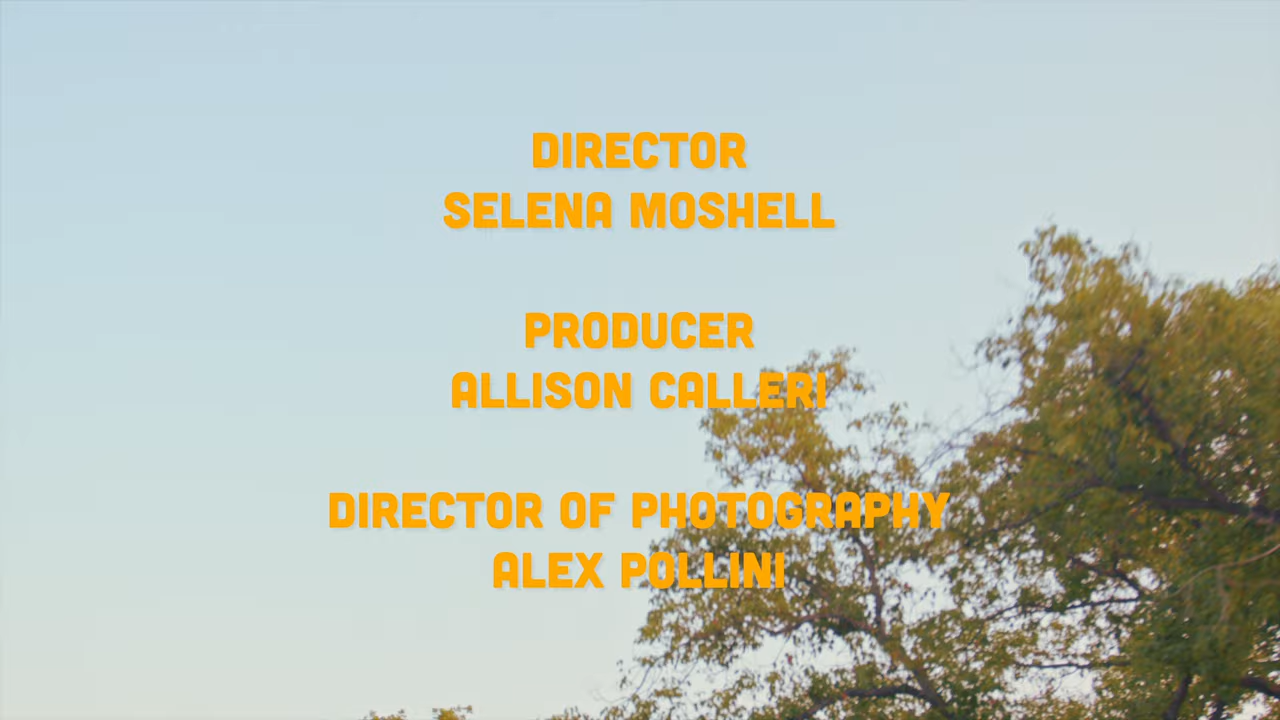 DIRECTOR
SELENA MOSHELL
PRODUCER
ALLISON CALLERI
DIRECTOR OF PHOTOGRAPHY
ALEX POLLINI